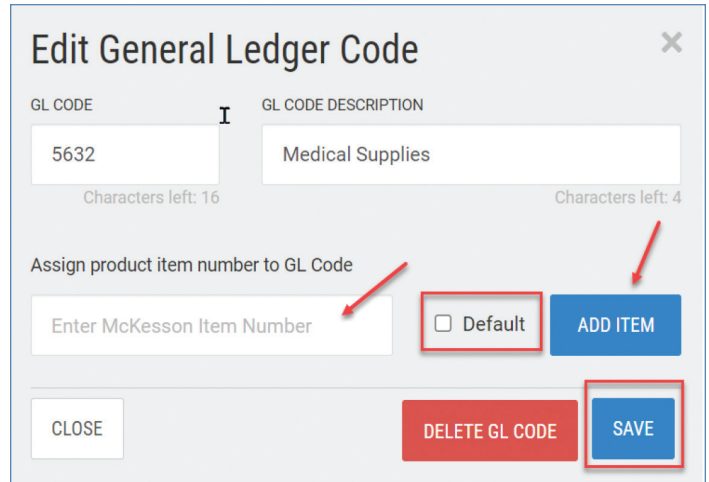 Edit General Ledger Code
×
GL CODE
GL CODE DESCRIPTION
5632
Medical Supplies
Characters left: 16
Characters left: 4
Assign product item number to GL Code
Enter McKesson Item Number
Default
ADD ITEM
CLOSE
DELETE GL CODE
SAVE